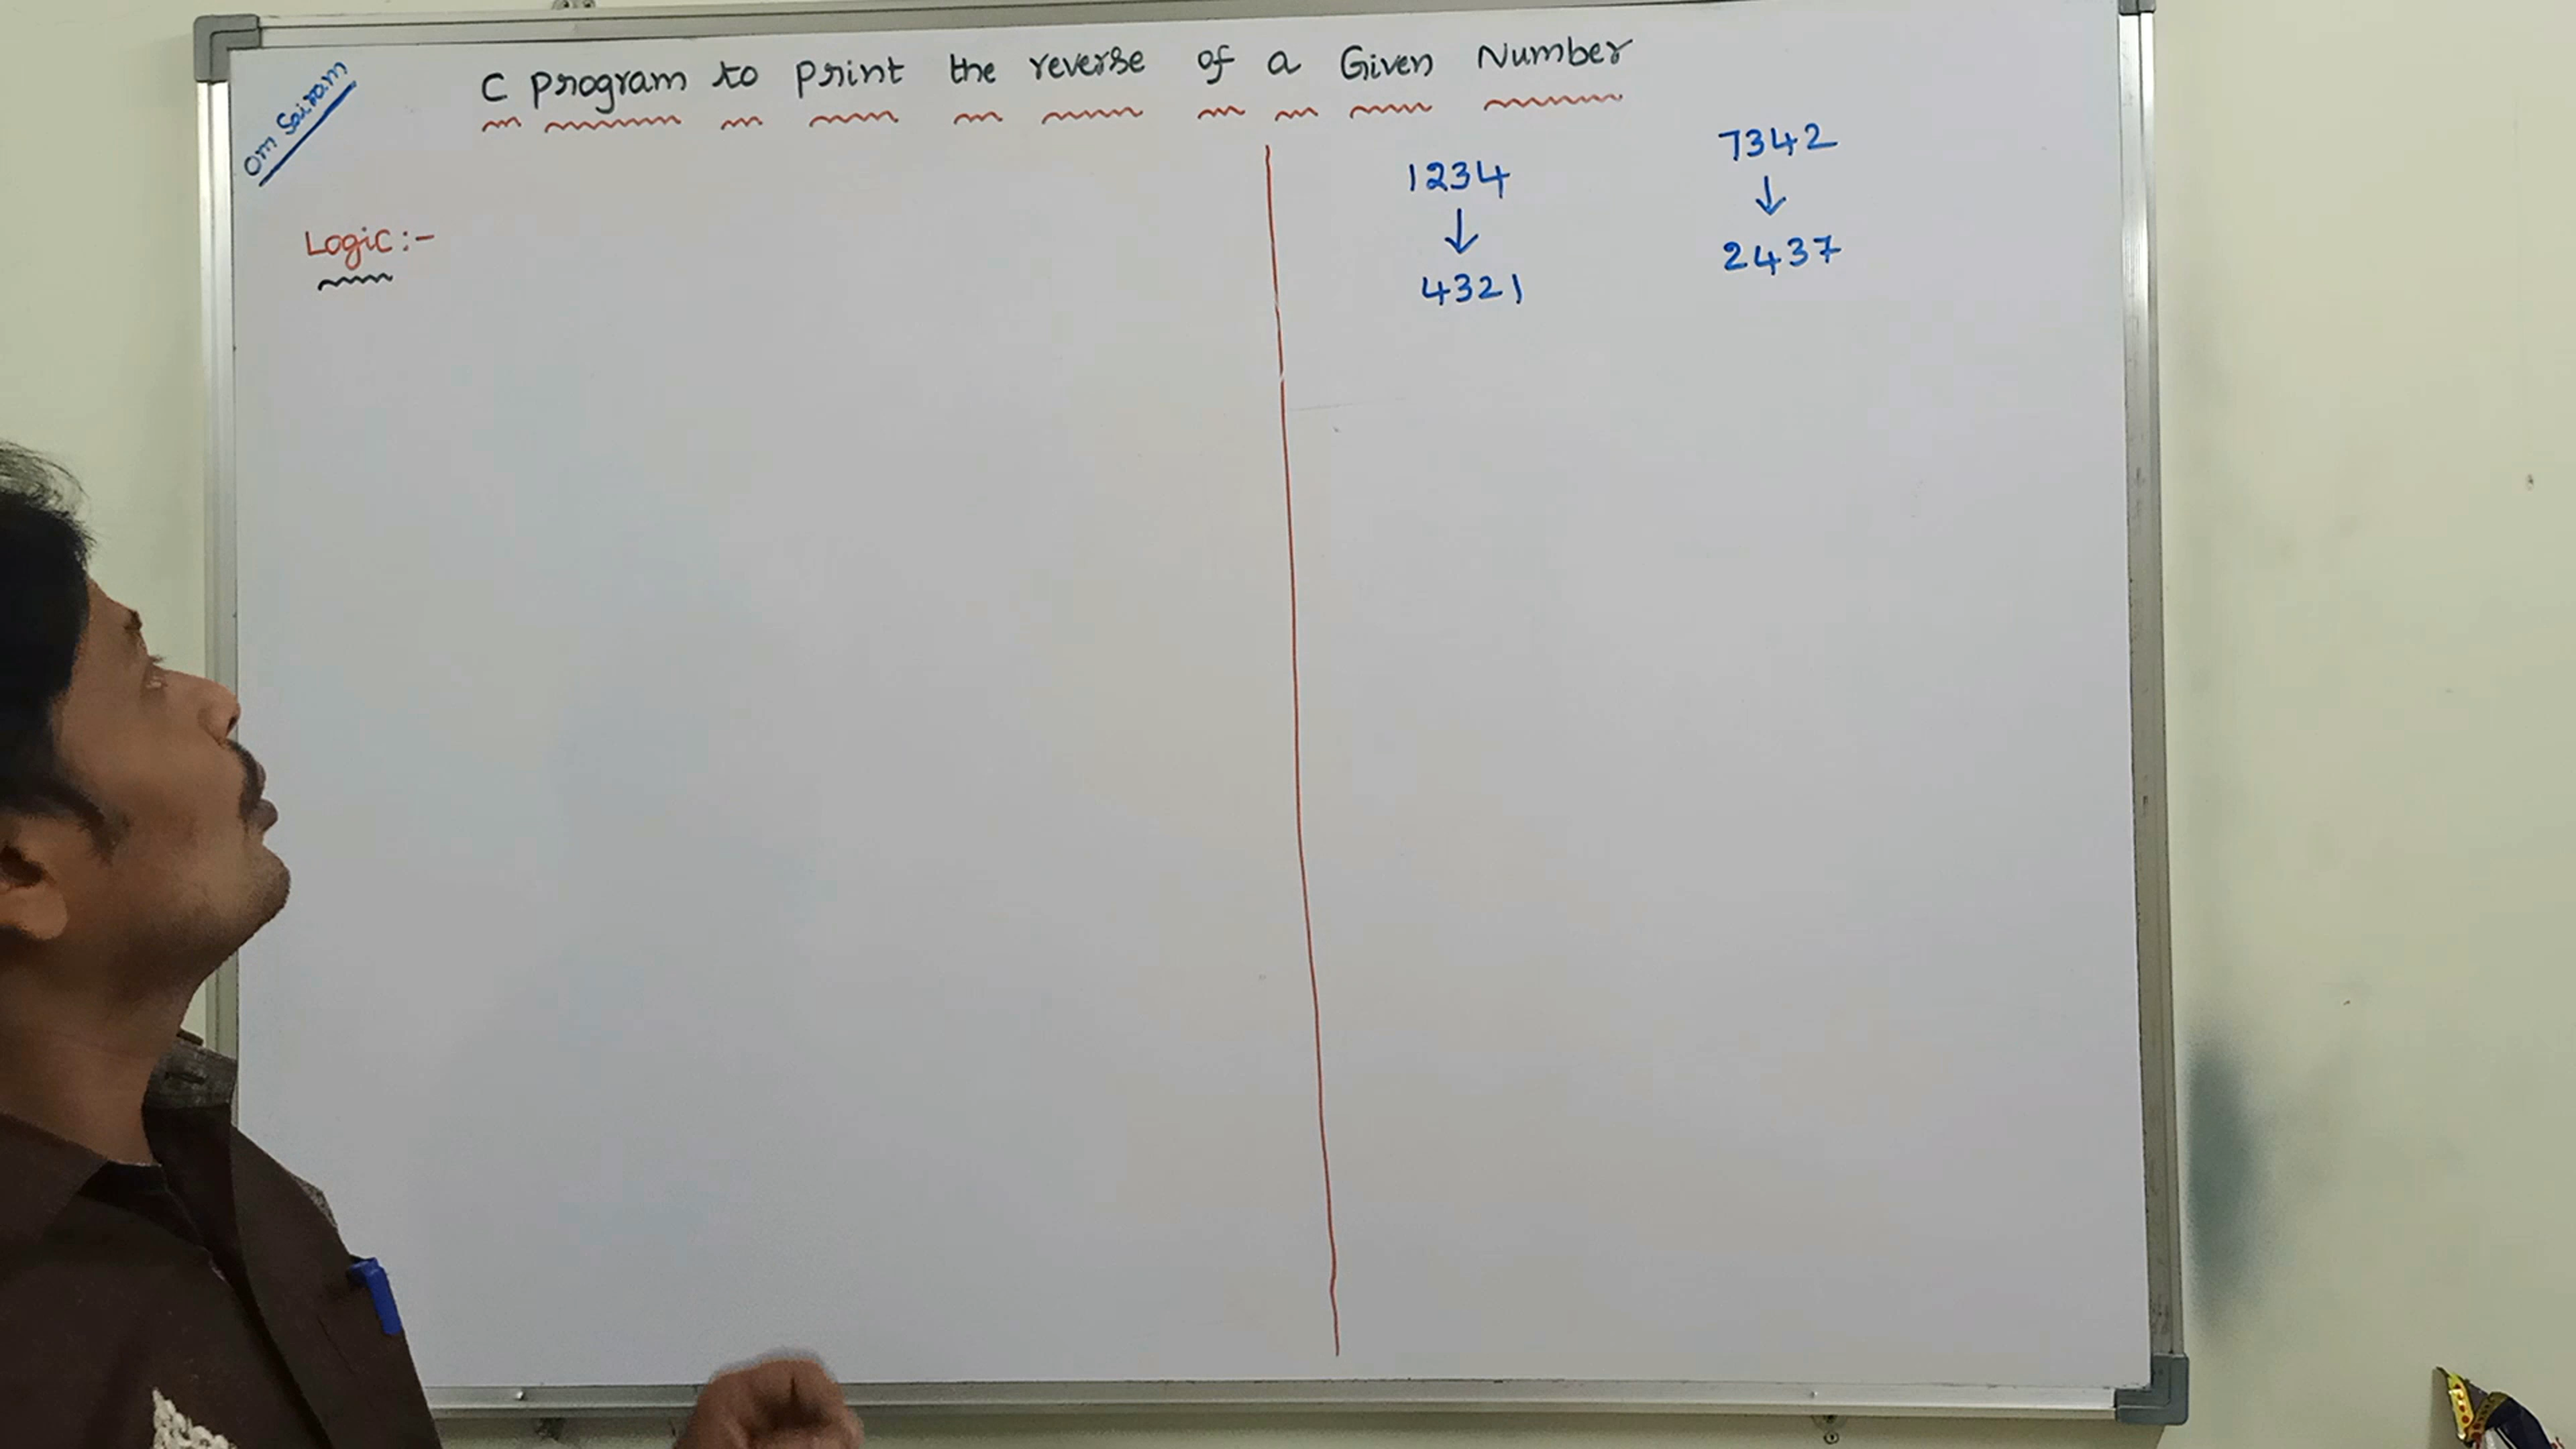 Om Sairam
C program to print the reverse of a Given Number
Logic:-
1234
↓
4321
7342
↓
2437